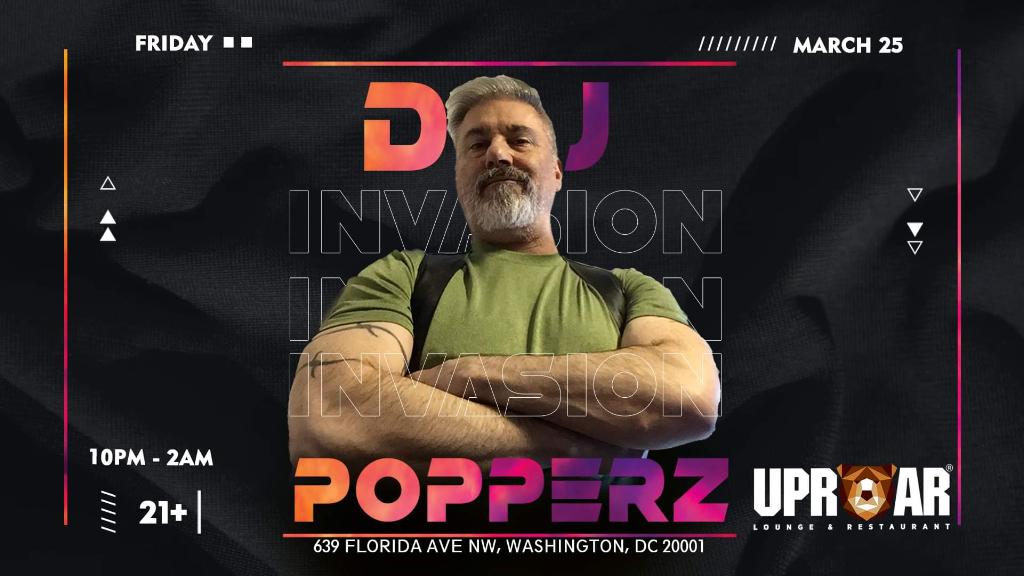 FRIDAY
MARCH 25
DJ
INVASION
INVASION
INVASION
POPPERZ
10PM - 2AM
21+
UPROAR®
LOUNGE & RESTAURANT
639 FLORIDA AVE NW, WASHINGTON, DC 20001